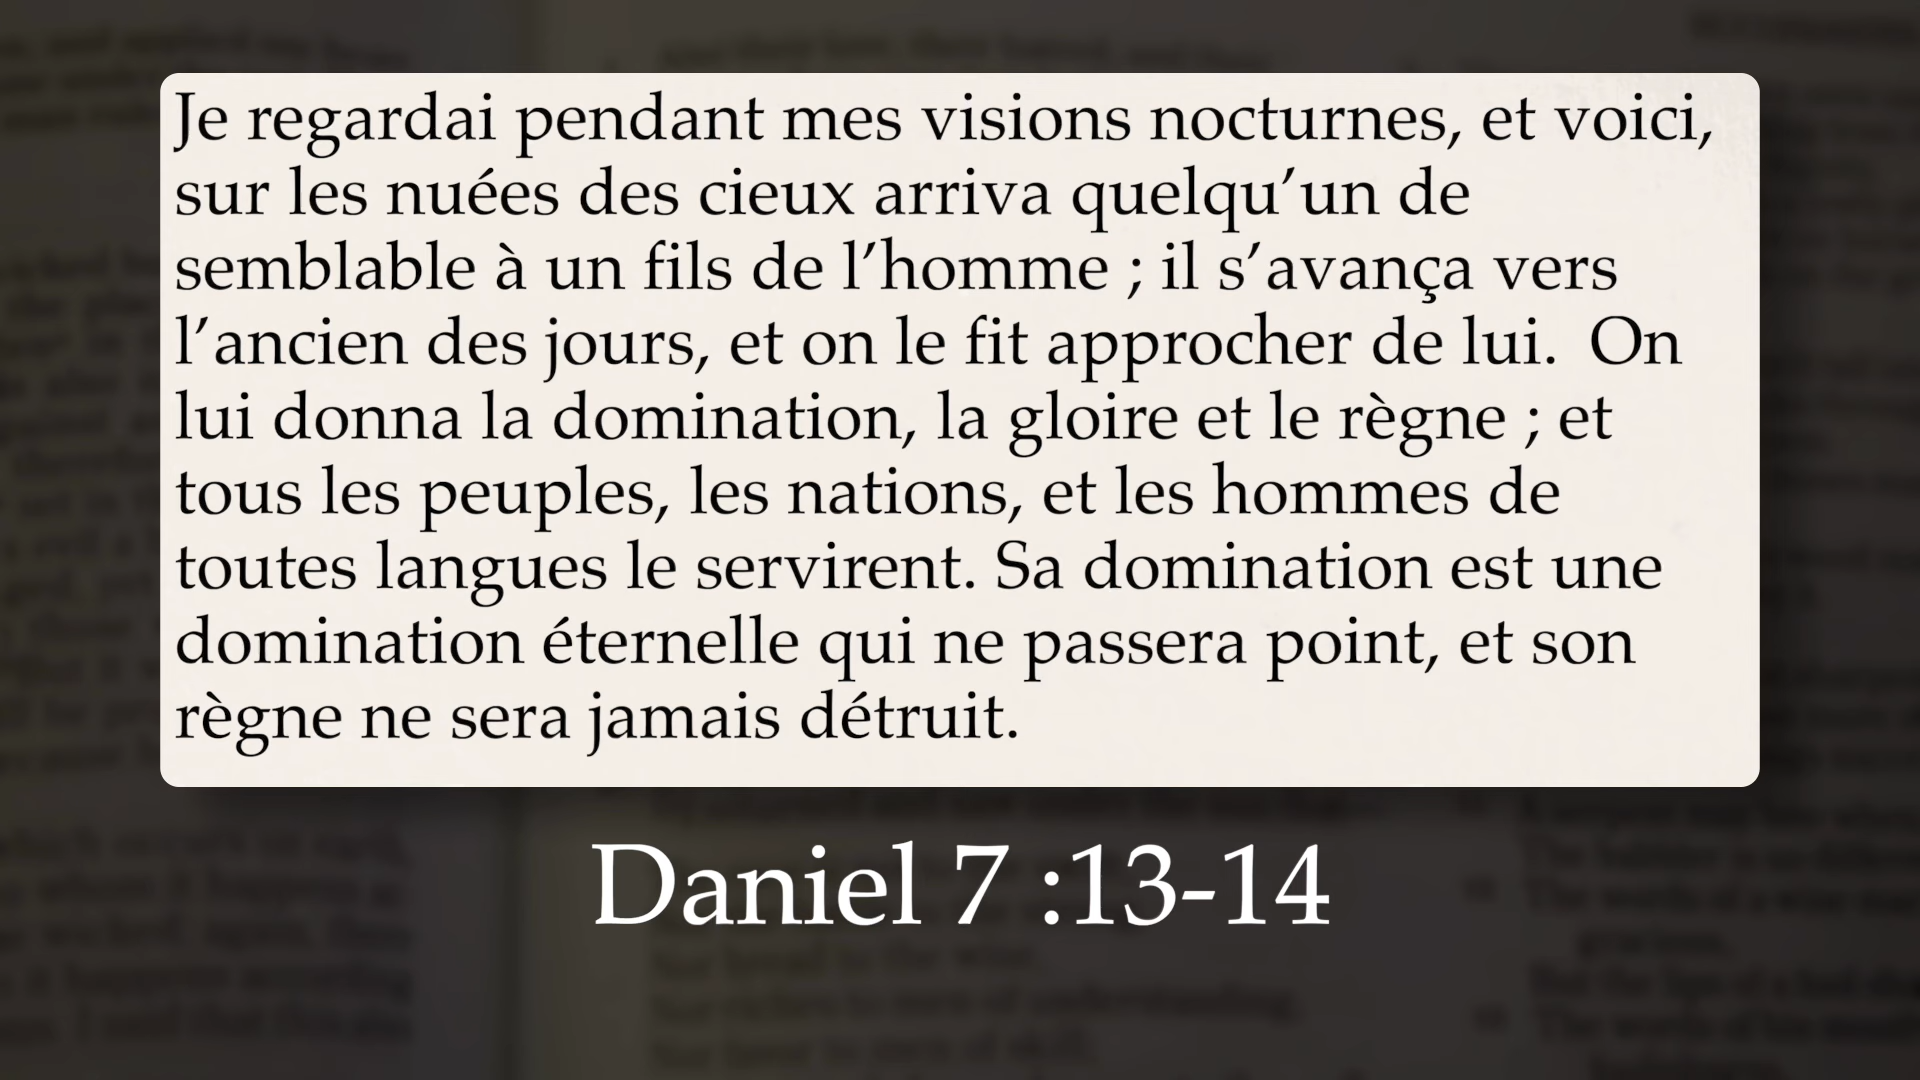 Je regardai pendant mes visions nocturnes, et voici,
sur les nuées des cieux arriva quelqu’un de
semblable à un fils de l’homme ; il s’avança vers
l’ancien des jours, et on le fit approcher de lui.  On
lui donna la domination, la gloire et le règne ; et
tous les peuples, les nations, et les hommes de
toutes langues le servirent. Sa domination est une
domination éternelle qui ne passera point, et son
règne ne sera jamais détruit.
Daniel 7 :13-14